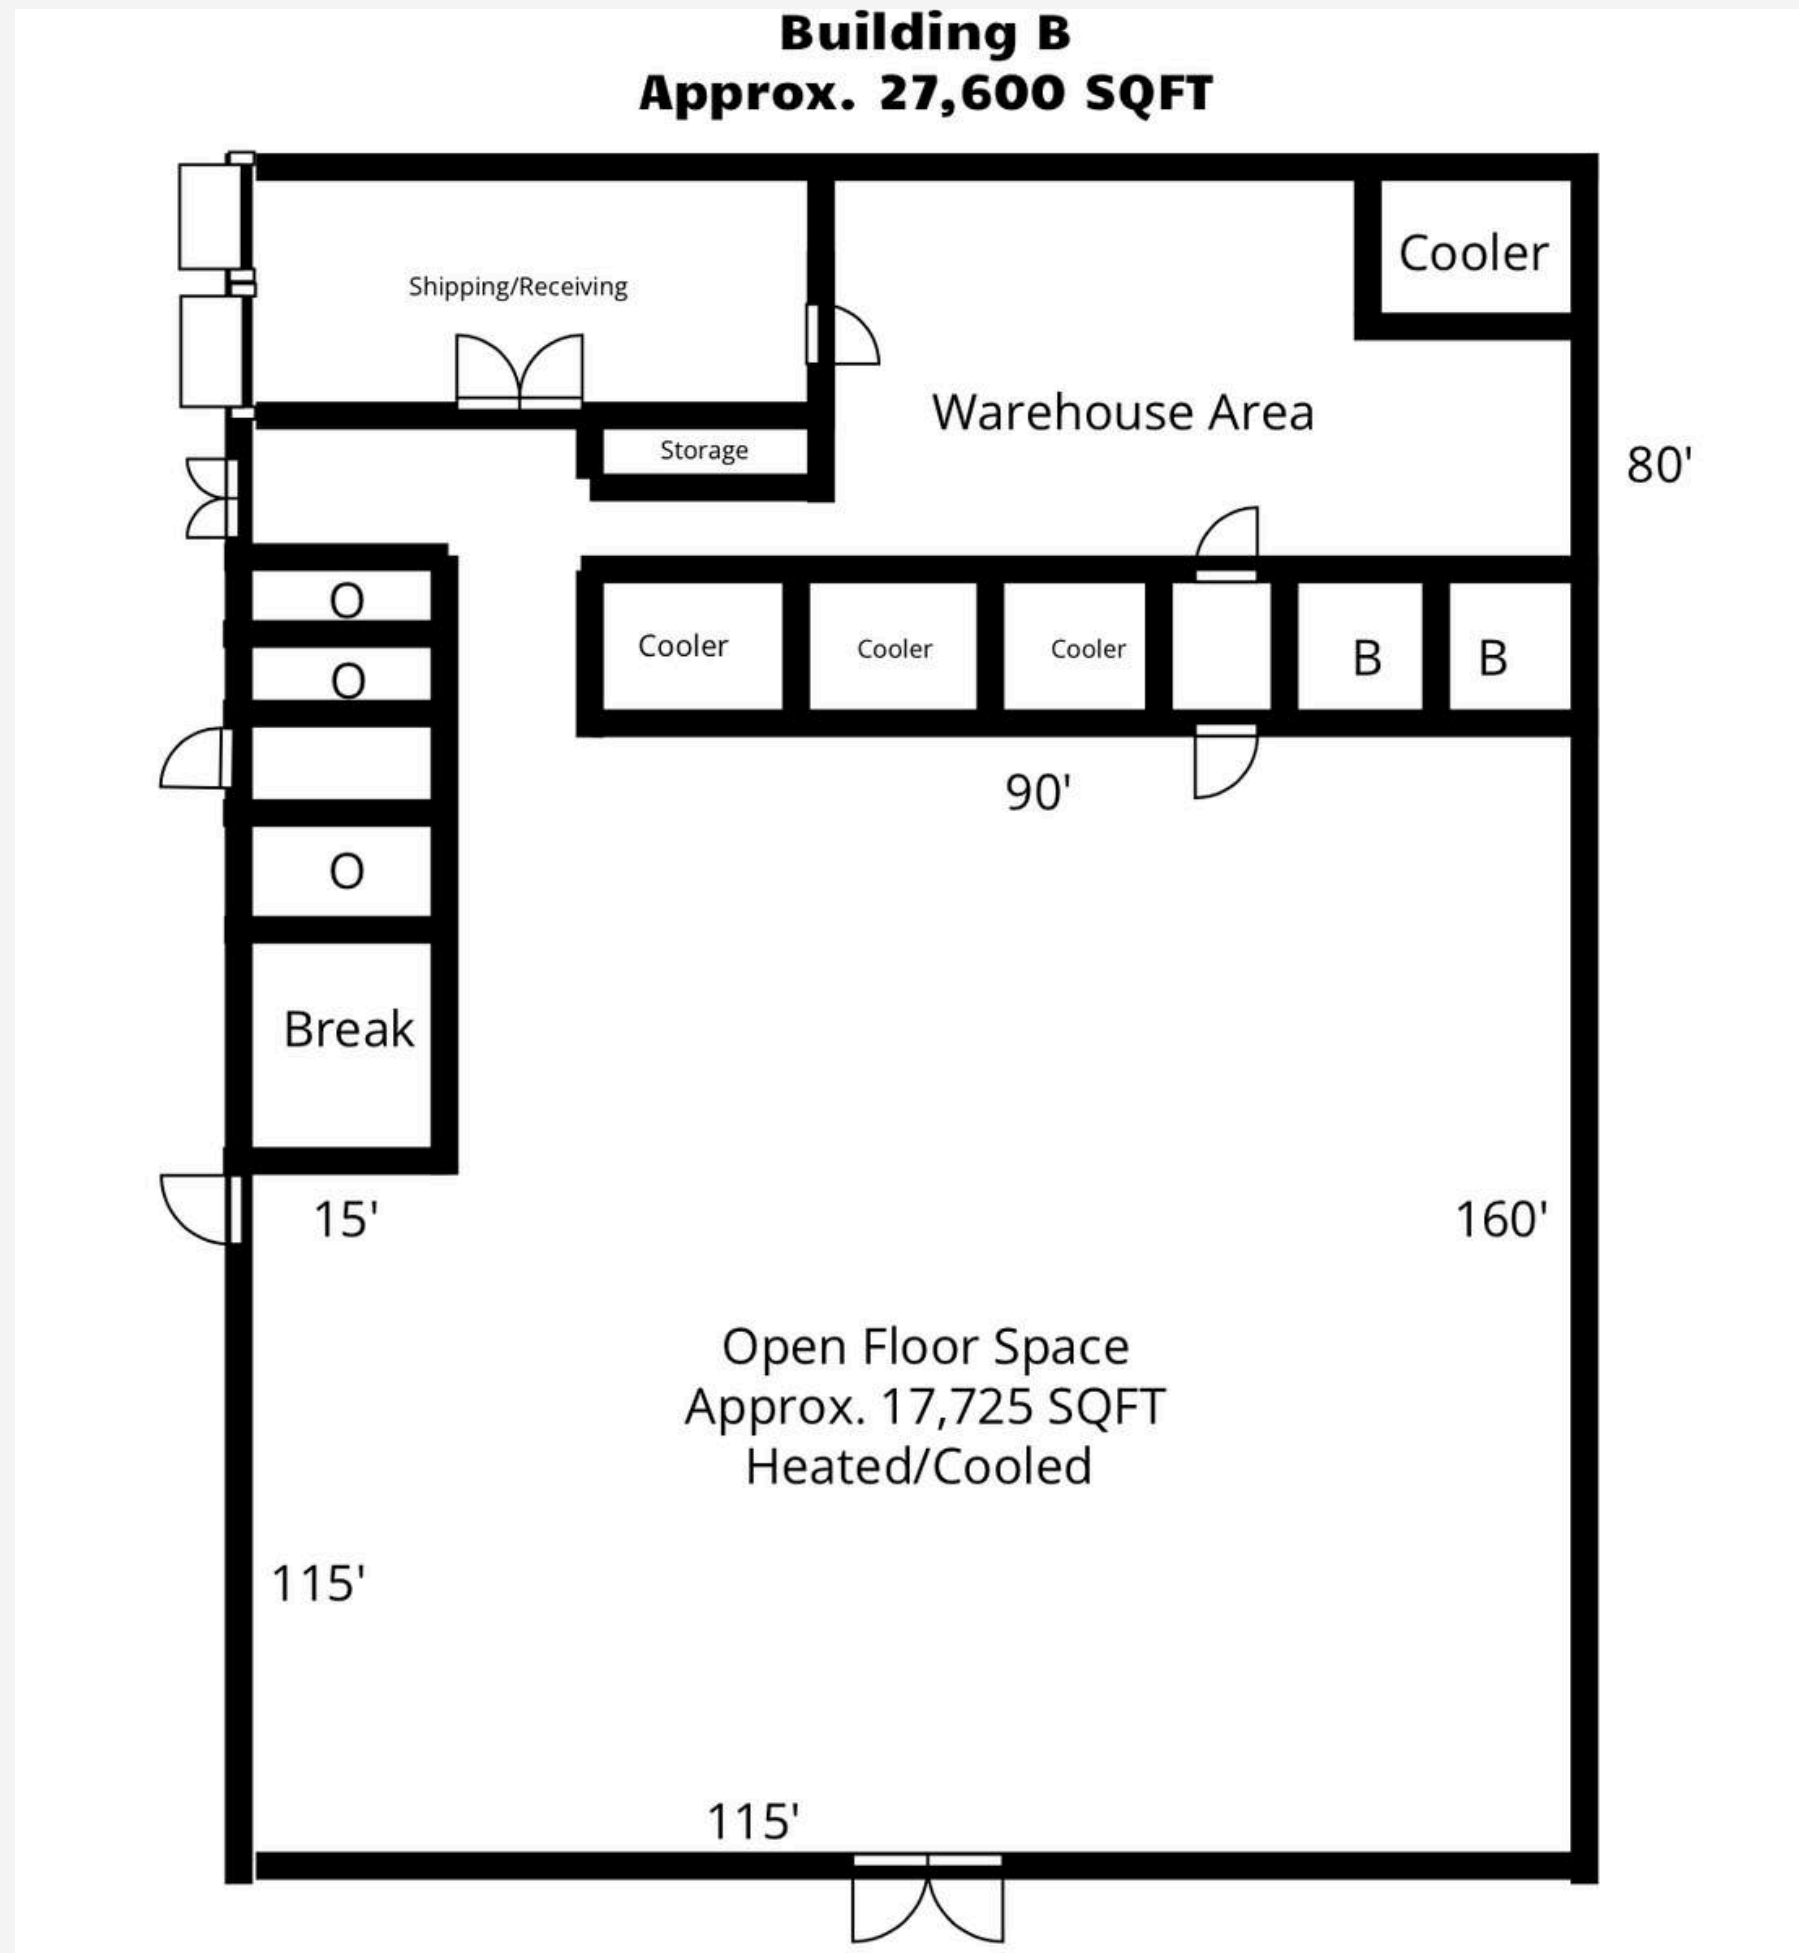 Building B
Approx. 27,600 SQFT
Cooler
Shipping/Receiving
Warehouse Area
Storage
80'
O
Cooler
Cooler
Cooler
B
B
O
90'
O
Break
15'
160'
Open Floor Space
Approx. 17,725 SQFT
Heated/Cooled
115'
115'